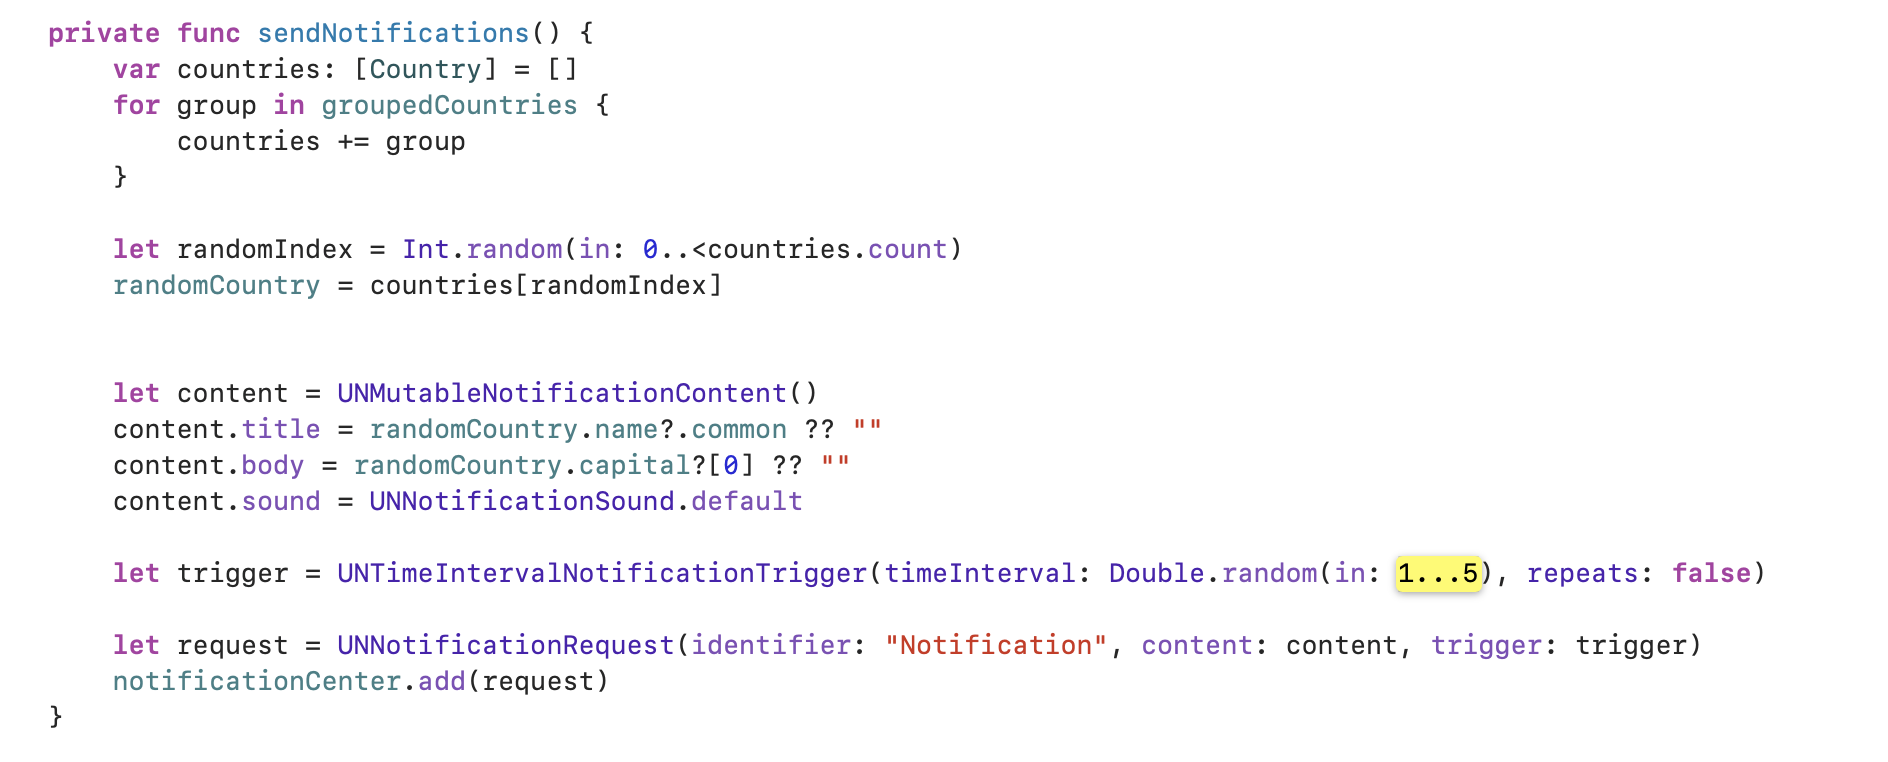 private func sendNotifications() {
    var countries: [Country] = []
    for group in groupedCountries {
        countries += group
    }

    let randomIndex = Int.random(in: 0..<countries.count)
    randomCountry = countries[randomIndex]


    let content = UNMutableNotificationContent()
    content.title = randomCountry.name?.common ?? ""
    content.body = randomCountry.capital?[0] ?? ""
    content.sound = UNNotificationSound.default

    let trigger = UNTimeIntervalNotificationTrigger(timeInterval: Double.random(in: 1...5), repeats: false)

    let request = UNNotificationRequest(identifier: "Notification", content: content, trigger: trigger)
    notificationCenter.add(request)
}